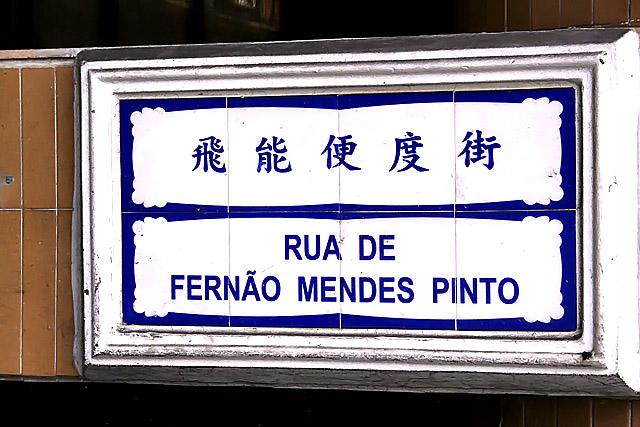 飛能便度街
RUA DE
FERNÃO MENDES PINTO